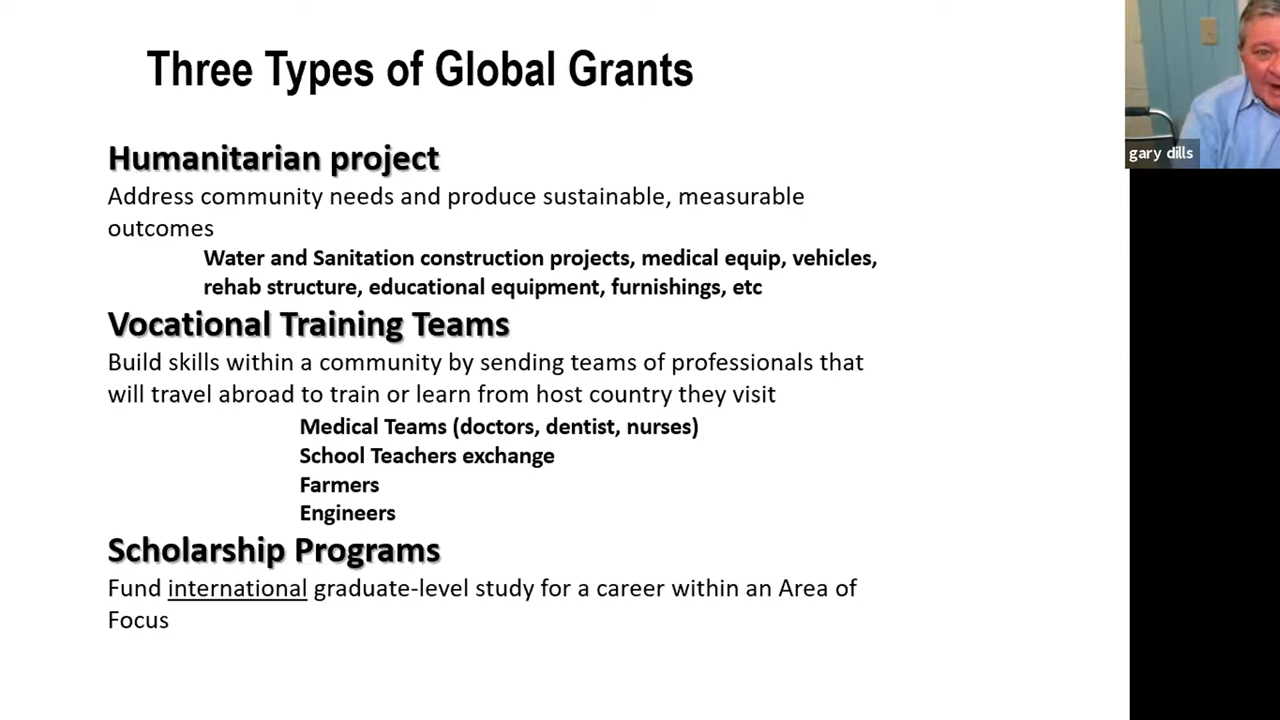 Three Types of Global Grants
Humanitarian project
Address community needs and produce sustainable, measurable
outcomes
Water and Sanitation construction projects, medical equip, vehicles,
rehab structure, educational equipment, furnishings, etc
Vocational Training Teams
Build skills within a community by sending teams of professionals that
will travel abroad to train or learn from host country they visit
Medical Teams (doctors, dentist, nurses)
School Teachers exchange
Farmers
Engineers
Scholarship Programs
Fund international graduate-level study for a career within an Area of
Focus
gary dills